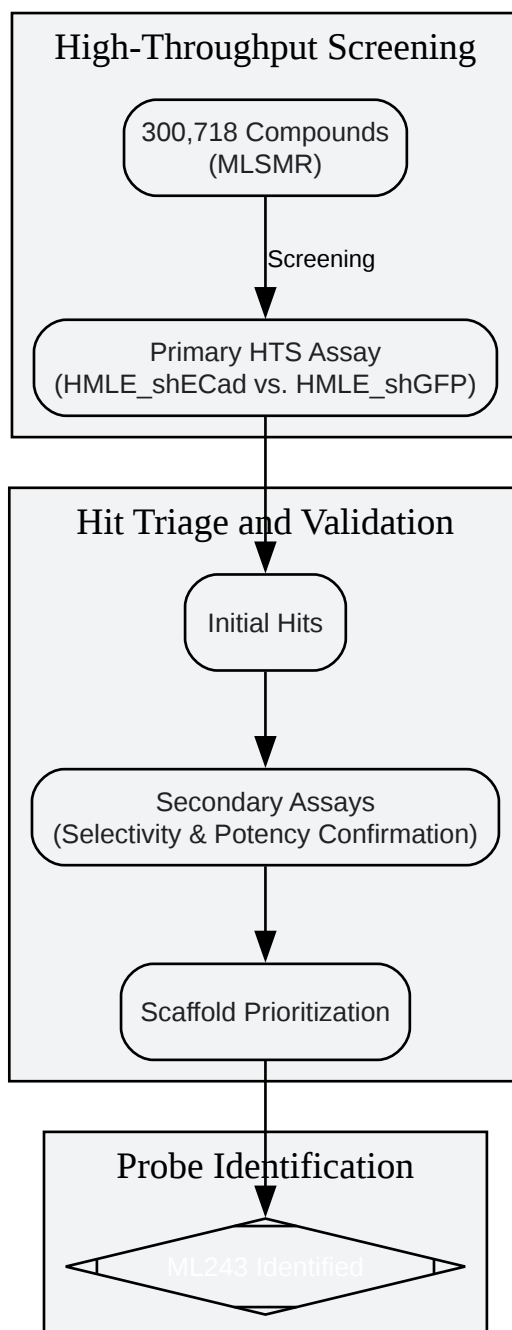 High-Throughput Screening
300,718 Compounds
(MLSMR)
Screening
Primary HTS Assay
(HMLE_shECad vs. HMLE_shGFP)
Hit Triage and Validation
Initial Hits
Secondary Assays
(Selectivity & Potency Confirmation)
Scaffold Prioritization
Probe Identification
ML243 Identified